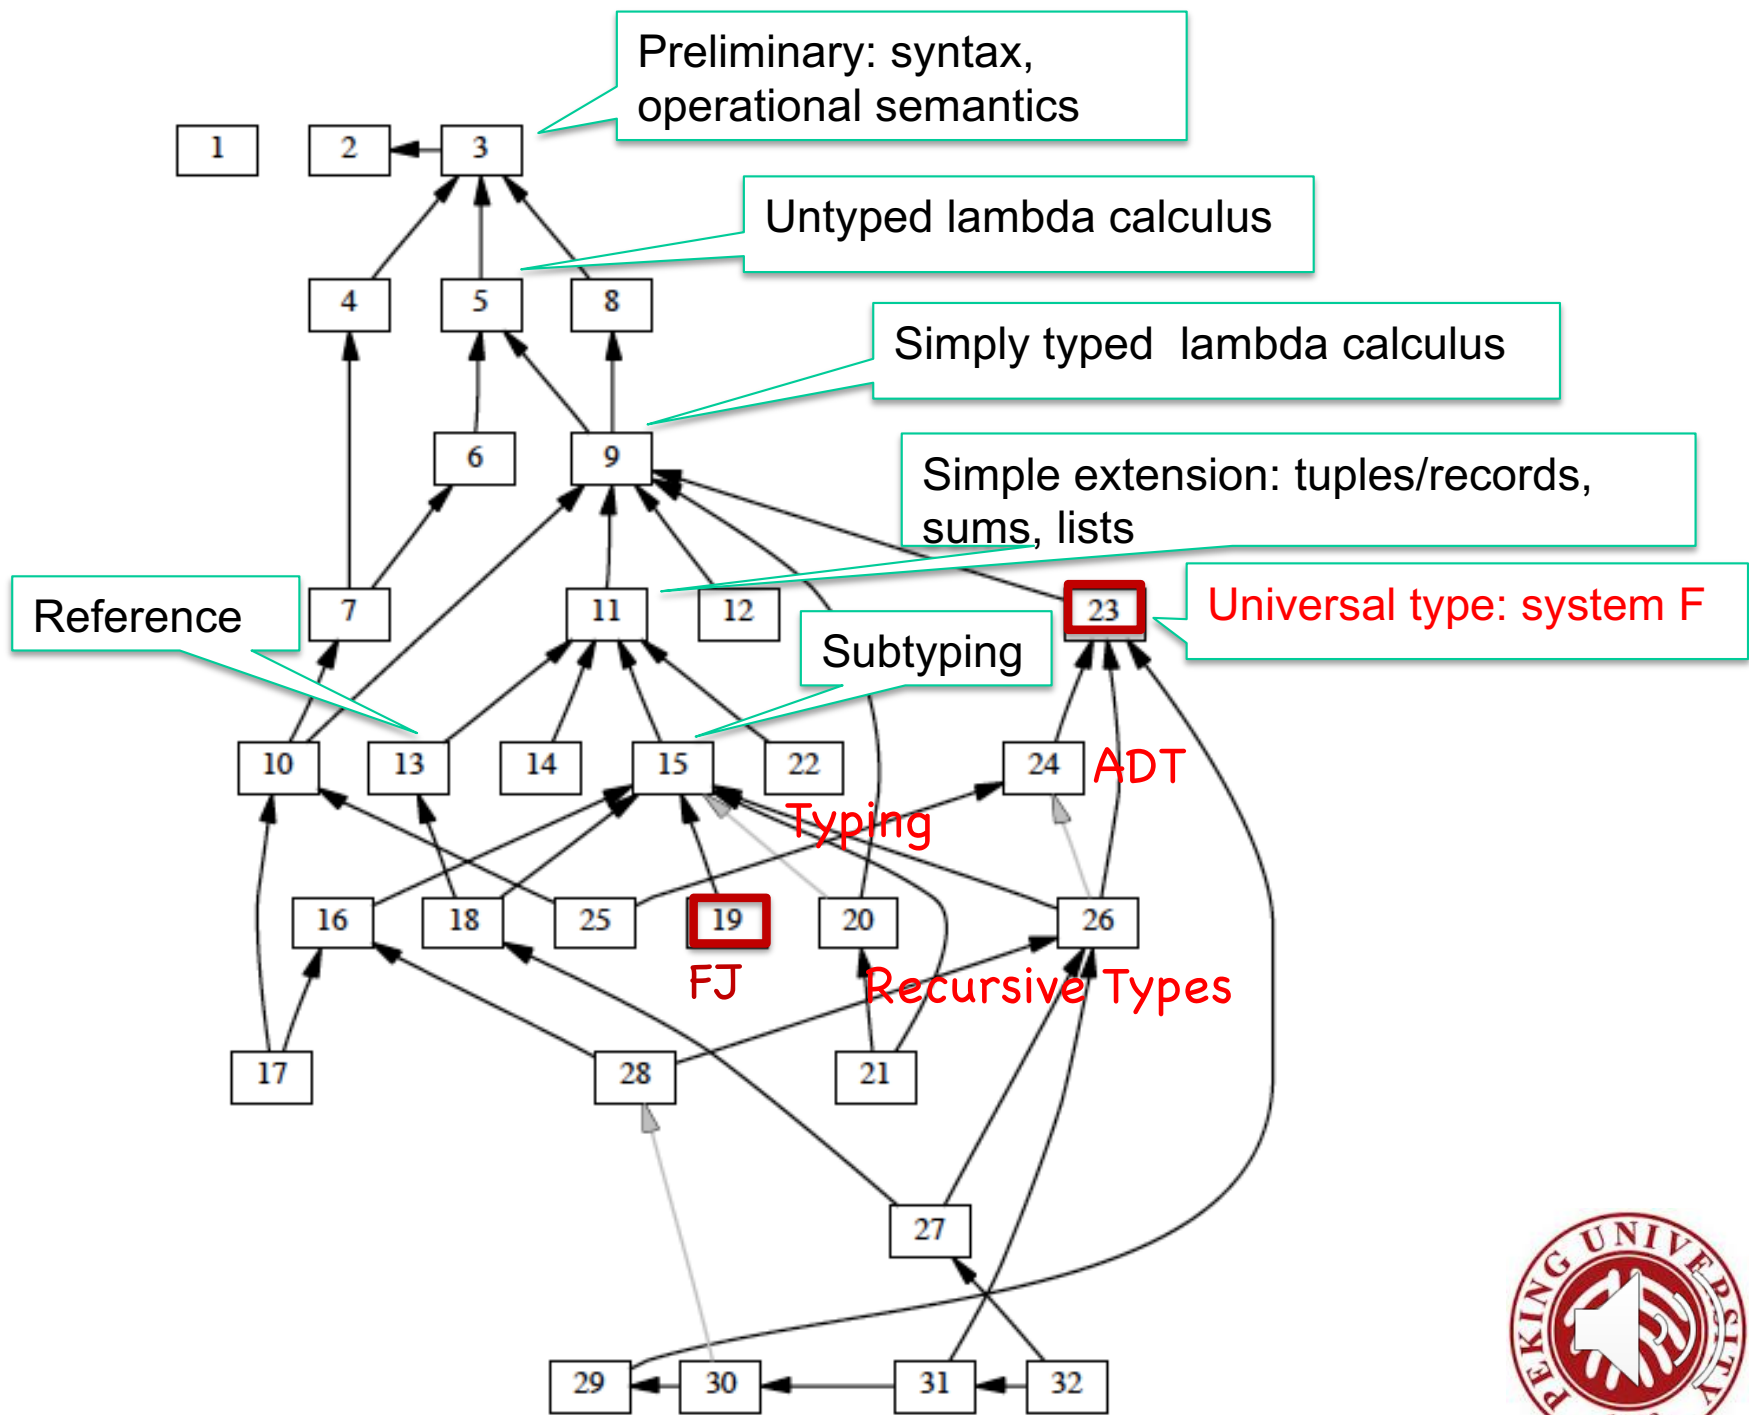 Preliminary: syntax,
operational semantics
1
2
3
Untyped lambda calculus
4
5
8
Simply typed  lambda calculus
6
9
Simple extension: tuples/records,
sums, lists
Reference
7
11
12
23
Universal type: system F
Subtyping
10
13
14
15
22
24
ADT
Typing
16
18
25
19
20
26
FJ
Recursive Types
17
28
21
27
29
30
31
32
PEKING UNIVERSITY